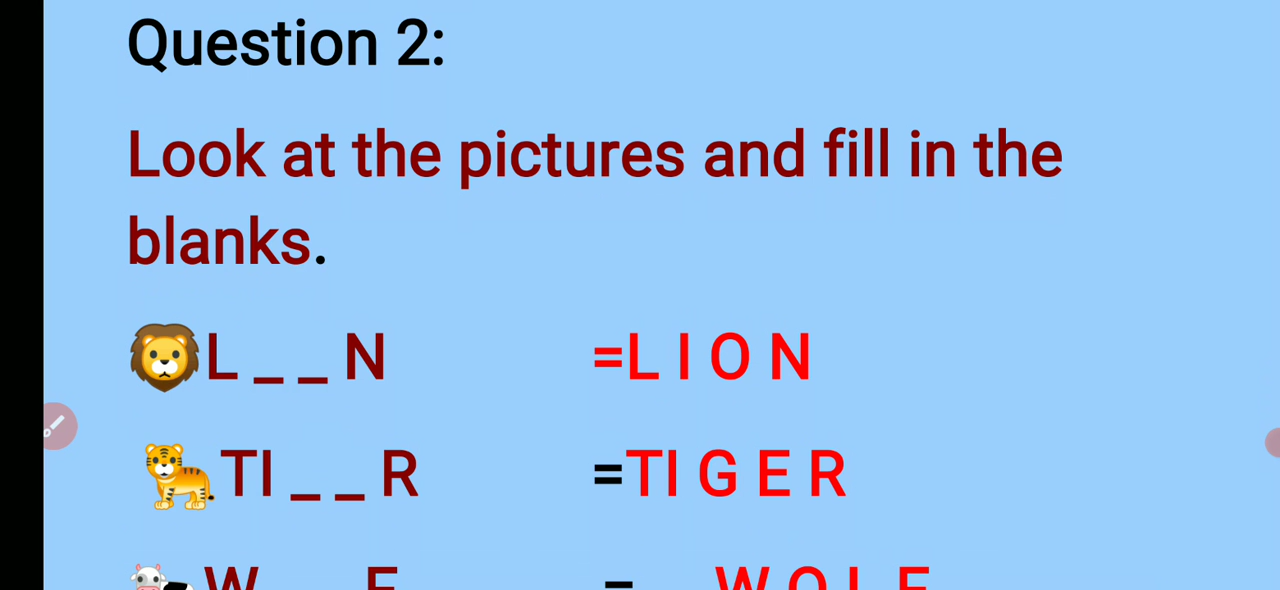 Question 2:
Look at the pictures and fill in the
blanks.
L _ _ N =L I O N
TI _ _ R =TI G E R
W _ _ F = W O L F